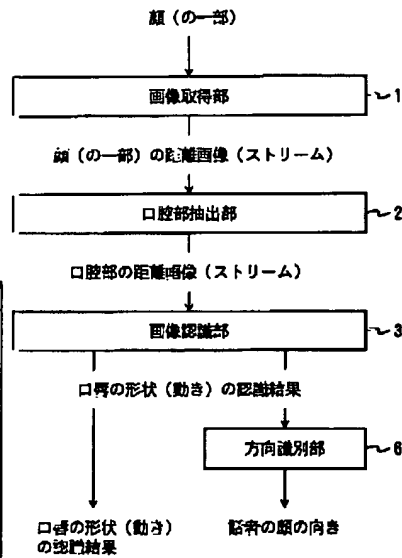 顔(の一部)
画像取得部 1
顔(の一部)の距離画像(ストリーム)
口腔部抽出部 2
口腔部の距離画像(ストリーム)
画像認識部 3
口唇の形状(動き)の認識結果
方向識別部 6
口唇の形状(動き)
の認識結果
話者の顔の向き